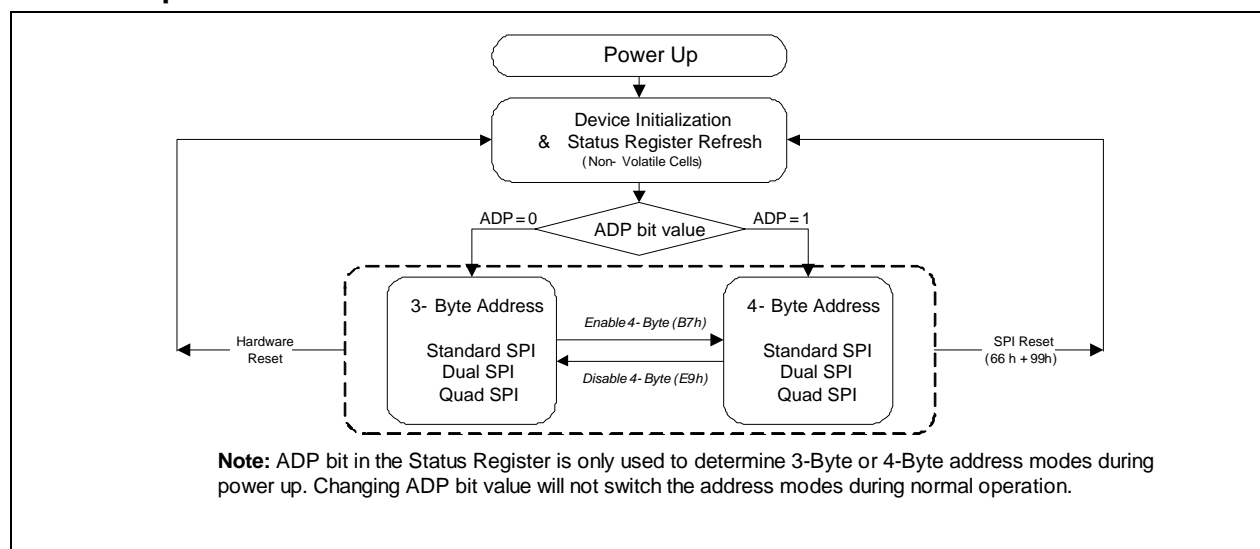 Power Up
Device Initialization
& Status Register Refresh
(Non- Volatile Cells)
ADP = 0
ADP bit value
ADP = 1
3- Byte Address
Standard SPI
Dual SPI
Quad SPI
Enable 4- Byte (B7h)
Disable 4- Byte (E9h)
4- Byte Address
Standard SPI
Dual SPI
Quad SPI
Hardware
Reset
SPI Reset
(66 h + 99h)
Note: ADP bit in the Status Register is only used to determine 3-Byte or 4-Byte address modes during
power up. Changing ADP bit value will not switch the address modes during normal operation.